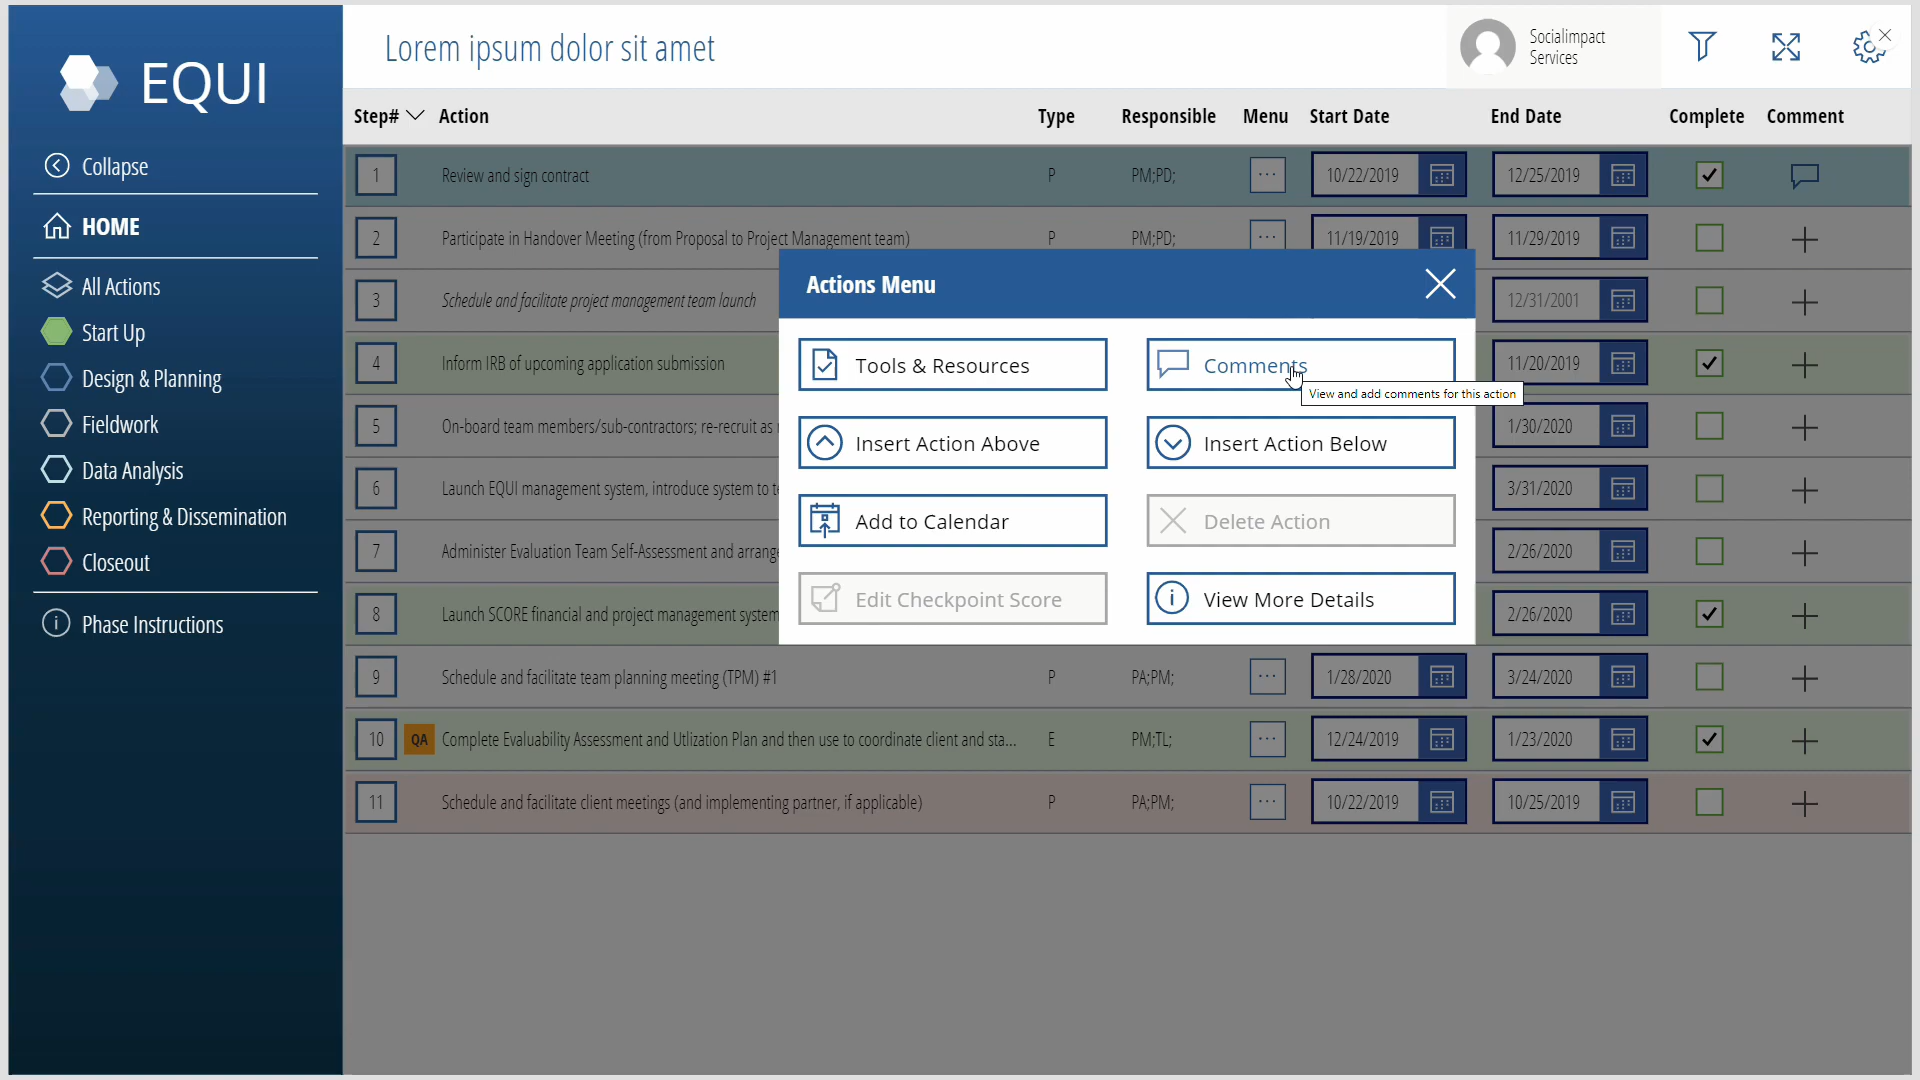 EQUI
Collapse
HOME
All Actions
Start Up
Design & Planning
Fieldwork
Data Analysis
Reporting & Dissemination
Closeout
Phase Instructions
Lorem ipsum dolor sit amet
SocialImpact
Services
Step# Action Type Responsible Menu Start Date End Date Complete Comment
1 Review and sign contract P PM;PD; ... 10/22/2019 12/25/2019
2 Participate in Handover Meeting (from Proposal to Project Management team) P PM;PD; ... 11/19/2019 11/29/2019
3 Schedule and facilitate project management team launch 12/31/2001
4 Inform IRB of upcoming application submission 11/20/2019
5 On-board team members/sub-contractors; re-recruit as 1/30/2020
6 Launch EQUI management system, introduce system to 3/31/2020
7 Administer Evaluation Team Self-Assessment and arrange 2/26/2020
8 Launch SCORE financial and project management system 2/26/2020
9 Schedule and facilitate team planning meeting (TPM) #1 P PA;PM; ... 1/28/2020 3/24/2020
10 QA Complete Evaluability Assessment and Utlization Plan and then use to coordinate client and sta... E PM;TL; ... 12/24/2019 1/23/2020
11 Schedule and facilitate client meetings (and implementing partner, if applicable) P PA;PM; ... 10/22/2019 10/25/2019
Actions Menu
Tools & Resources
Comments
View and add comments for this action
Insert Action Above
Insert Action Below
Add to Calendar
Delete Action
Edit Checkpoint Score
View More Details